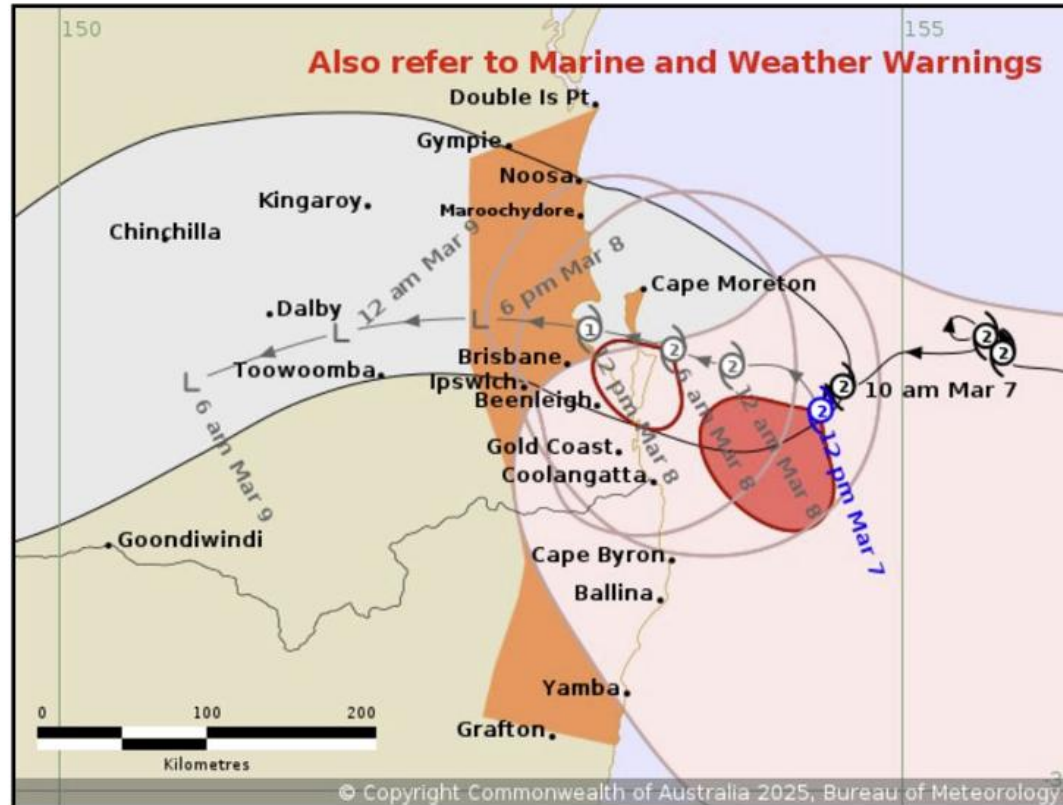 150
155
Also refer to Marine and Weather Warnings
Double Is Pt.
Gympie
Noosa
Maroochydore
Kingaroy
Chinchilla
12 am Mar 9
6 pm Mar 8
Cape Moreton
L
L
L
Dalby
1
2
2
2
2
2
2
10 am Mar 7
Brisbane
Toowoomba
Ipswich
Beenleigh
12 pm Mar 8
6 am Mar 8
12 am Mar 8
12 pm Mar 7
6 am Mar 9
Gold Coast
Coolangatta
Goondiwindi
Cape Byron
Ballina
Yamba
Grafton
0 100 200
Kilometres
© Copyright Commonwealth of Australia 2025, Bureau of Meteorology